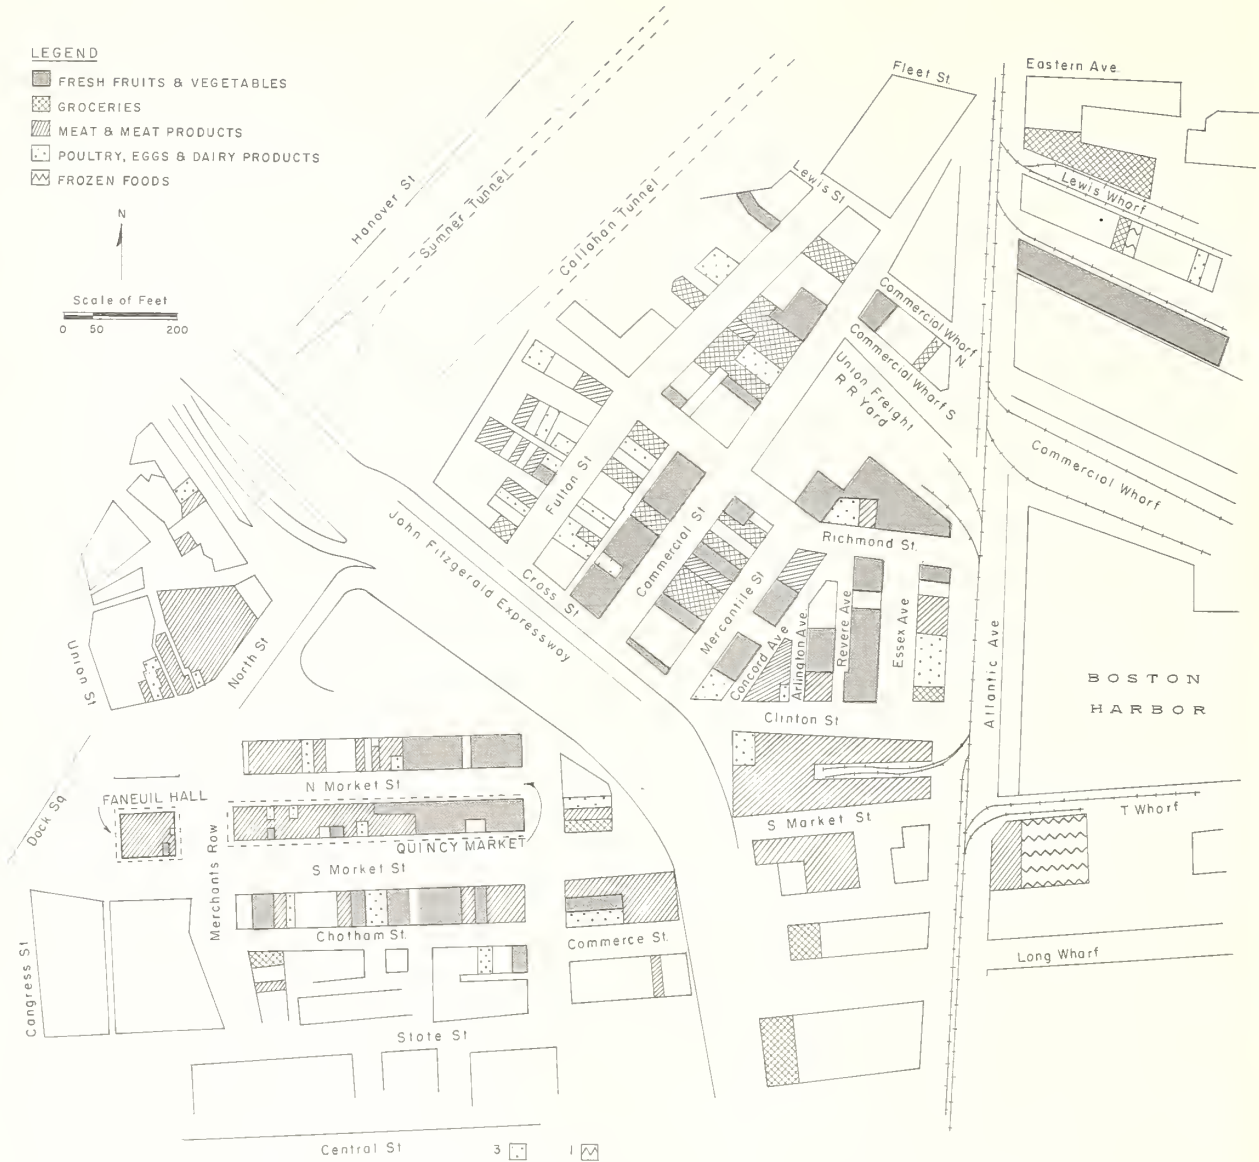 LEGEND
FRESH FRUITS & VEGETABLES
GROCERIES
MEAT & MEAT PRODUCTS
POULTRY, EGGS & DAIRY PRODUCTS
FROZEN FOODS
N
Scale of Feet
0 50 200
Hanover St
Sumner Tunnel
Callahan Tunnel
Fleet St.
Eastern Ave.
Lewis St
Lewis Wharf
Commercial Wharf N.
Commercial Wharf S
Union Freight
R R Yard
Commercial Wharf
Fulton St
Commercial St
Richmond St.
John Fitzgerald Expressway
Cross St
Mercantile St
Concord Ave
Arlington Ave
Revere Ave
Essex Ave
Atlantic Ave
BOSTON
HARBOR
Union St
North St
Clinton St
N Market St
FANEUIL HALL
Dock Sq
Merchants Row
QUINCY MARKET
S Market St
S Market St
T Wharf
Chotham St.
Commerce St.
Long Wharf
Cangress St
Stote St
Central St
3
1